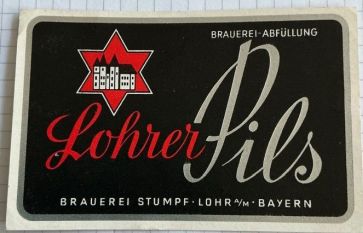 BRAUEREI-ABFÜLLUNG
Lohrer Pils
BRAUEREI STUMPF · LOHR A/M · BAYERN